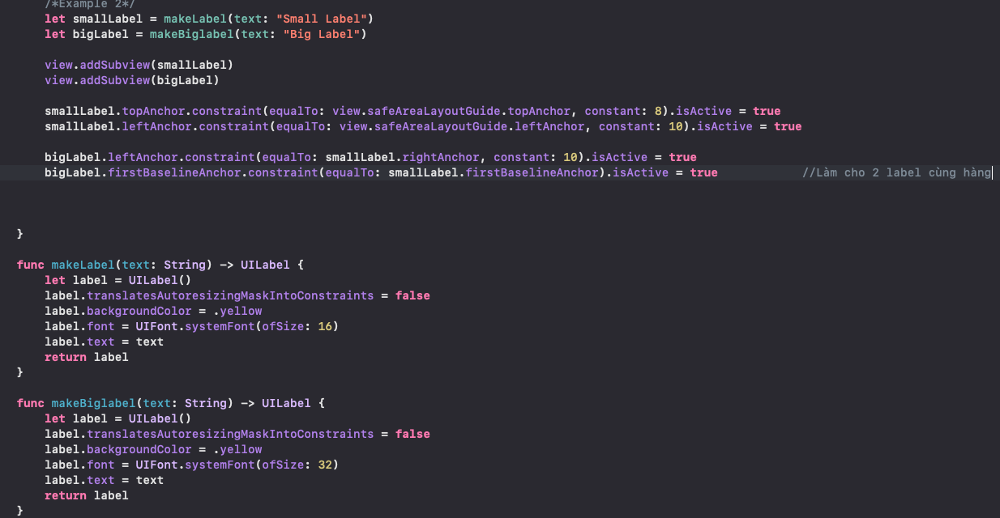 /*Example 2*/
let smallLabel = makeLabel(text: "Small Label")
let bigLabel = makeBiglabel(text: "Big Label")
view.addSubview(smallLabel)
view.addSubview(bigLabel)
smallLabel.topAnchor.constraint(equalTo: view.safeAreaLayoutGuide.topAnchor, constant: 8).isActive = true
smallLabel.leftAnchor.constraint(equalTo: view.safeAreaLayoutGuide.leftAnchor, constant: 10).isActive = true
bigLabel.leftAnchor.constraint(equalTo: smallLabel.rightAnchor, constant: 10).isActive = true
bigLabel.firstBaselineAnchor.constraint(equalTo: smallLabel.firstBaselineAnchor).isActive = true //Làm cho 2 label cùng hàng
}
func makeLabel(text: String) -> UILabel {
let label = UILabel()
label.translatesAutoresizingMaskIntoConstraints = false
label.backgroundColor = .yellow
label.font = UIFont.systemFont(ofSize: 16)
label.text = text
return label
}
func makeBiglabel(text: String) -> UILabel {
let label = UILabel()
label.translatesAutoresizingMaskIntoConstraints = false
label.backgroundColor = .yellow
label.font = UIFont.systemFont(ofSize: 32)
label.text = text
return label
}